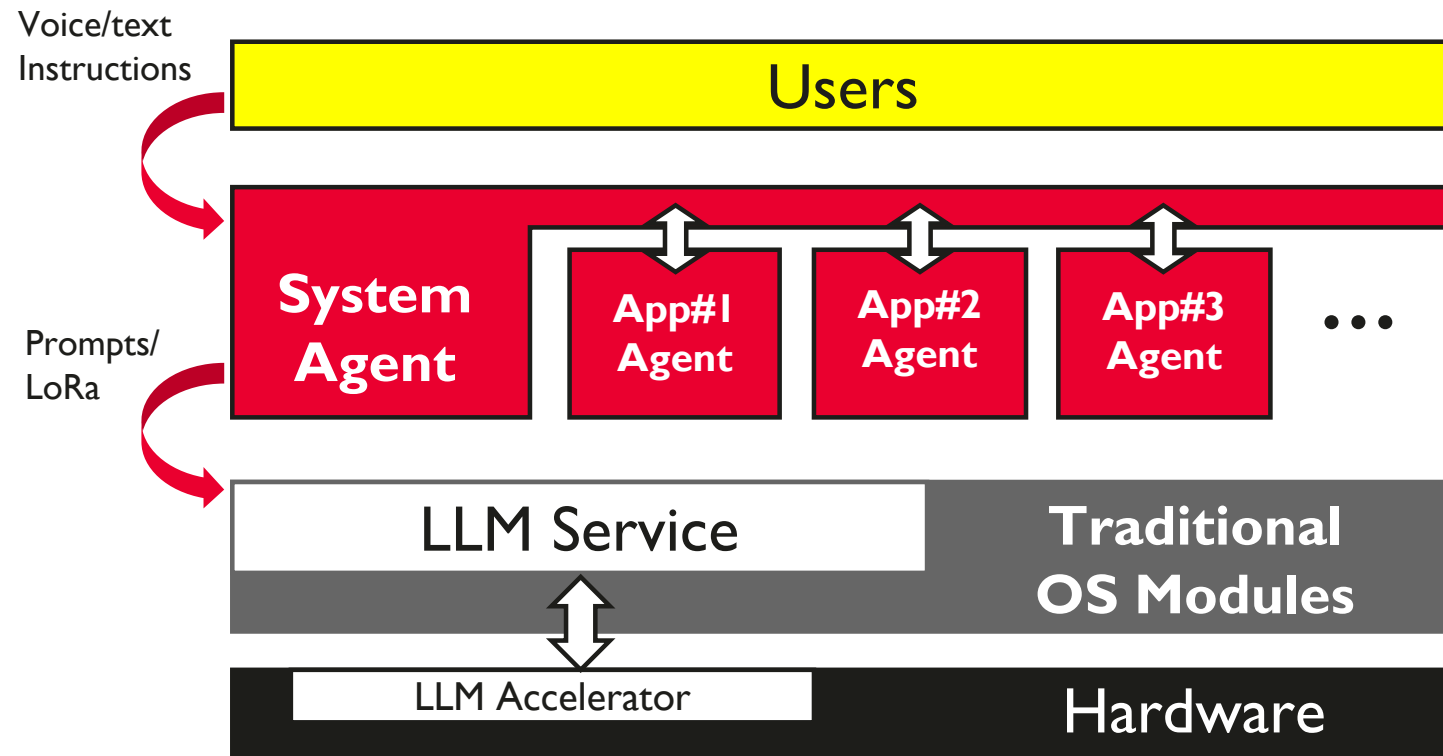 Voice/text
Instructions
Users
System
Agent
App#1
Agent
App#2
Agent
App#3
Agent
...
Prompts/
LoRa
LLM Service
Traditional
OS Modules
LLM Accelerator
Hardware